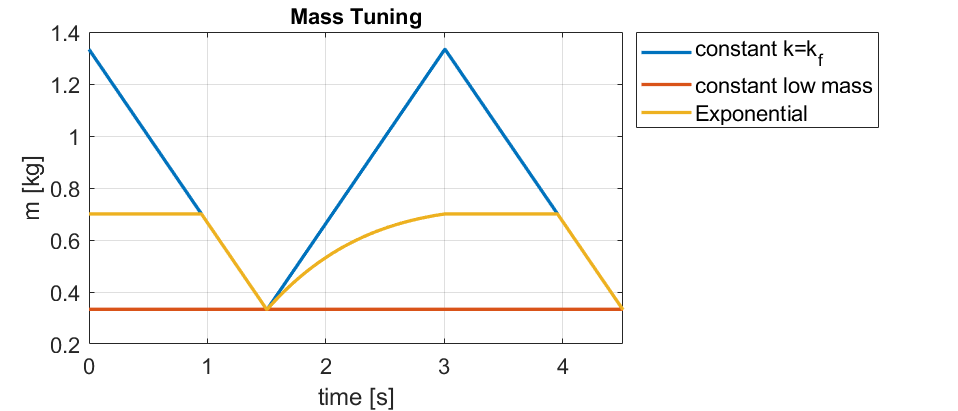 Mass Tuning
1.4
1.2
1
0.8
0.6
0.4
0.2
m [kg]
0 1 2 3 4
time [s]
constant k=k_f
constant low mass
Exponential